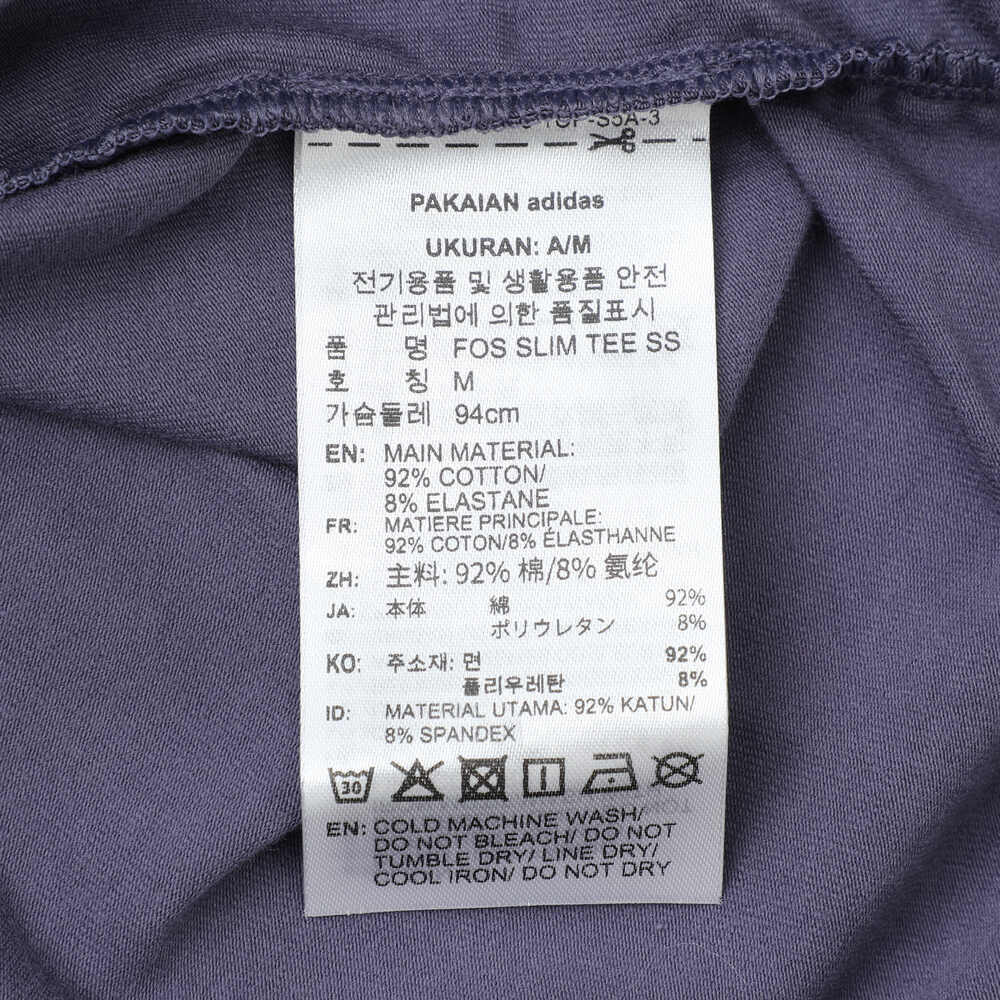 PAKAIAN adidas
UKURAN: A/M
전기용품 및 생활용품 안전
관리법에 의한 품질표시
품 명 FOS SLIM TEE SS
호 칭 M
가슴둘레 94cm
EN: MAIN MATERIAL:
92% COTTON/
8% ELASTANE
FR: MATIERE PRINCIPALE:
92% COTON/8% ÉLASTHANNE
ZH: 主料: 92% 棉/8% 氨纶
JA: 本体 綿 92%
ポリウレタン 8%
KO: 주소재: 면 92%
폴리우레탄 8%
ID: MATERIAL UTAMA: 92% KATUN/
8% SPANDEX
30
EN: COLD MACHINE WASH/
DO NOT BLEACH/ DO NOT
TUMBLE DRY/ LINE DRY/
COOL IRON/ DO NOT DRY